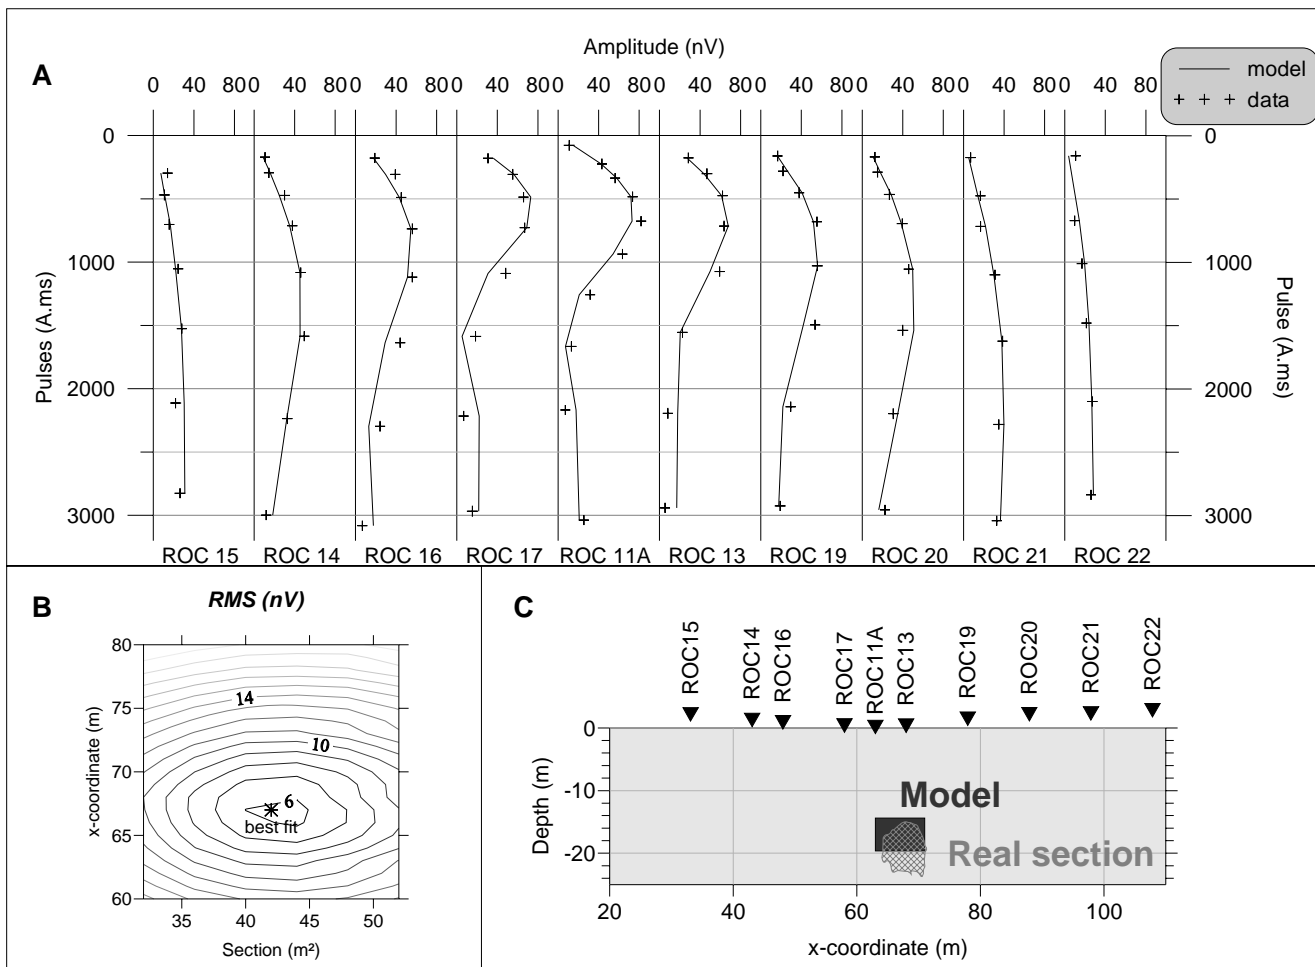 Amplitude (nV)
A
0 40 80 0 40 80 0 40 80 0 40 80 0 40 80 0 40 80 0 40 80 0 40 80 0 40 80 0 40 80
model
data
0
1000
2000
3000
Pulses (A.ms)
0
1000
2000
3000
Pulse (A.ms)
ROC 15 ROC 14 ROC 16 ROC 17 ROC 11A ROC 13 ROC 19 ROC 20 ROC 21 ROC 22
B
RMS (nV)
80
75
70
65
60
x-coordinate (m)
14
10
6
best fit
35 40 45 50
Section (m²)
C
ROC15 ROC14 ROC16 ROC17 ROC11A ROC13 ROC19 ROC20 ROC21 ROC22
0
-10
-20
Depth (m)
Model
Real section
20 40 60 80 100
x-coordinate (m)